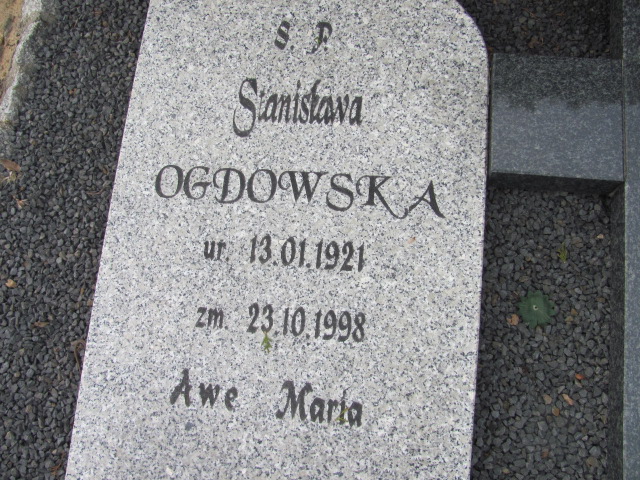 Ś. P.
Stanisława
OGDOWSKA
ur. 13.01.1921
zm. 23.10.1998
Awe Maria